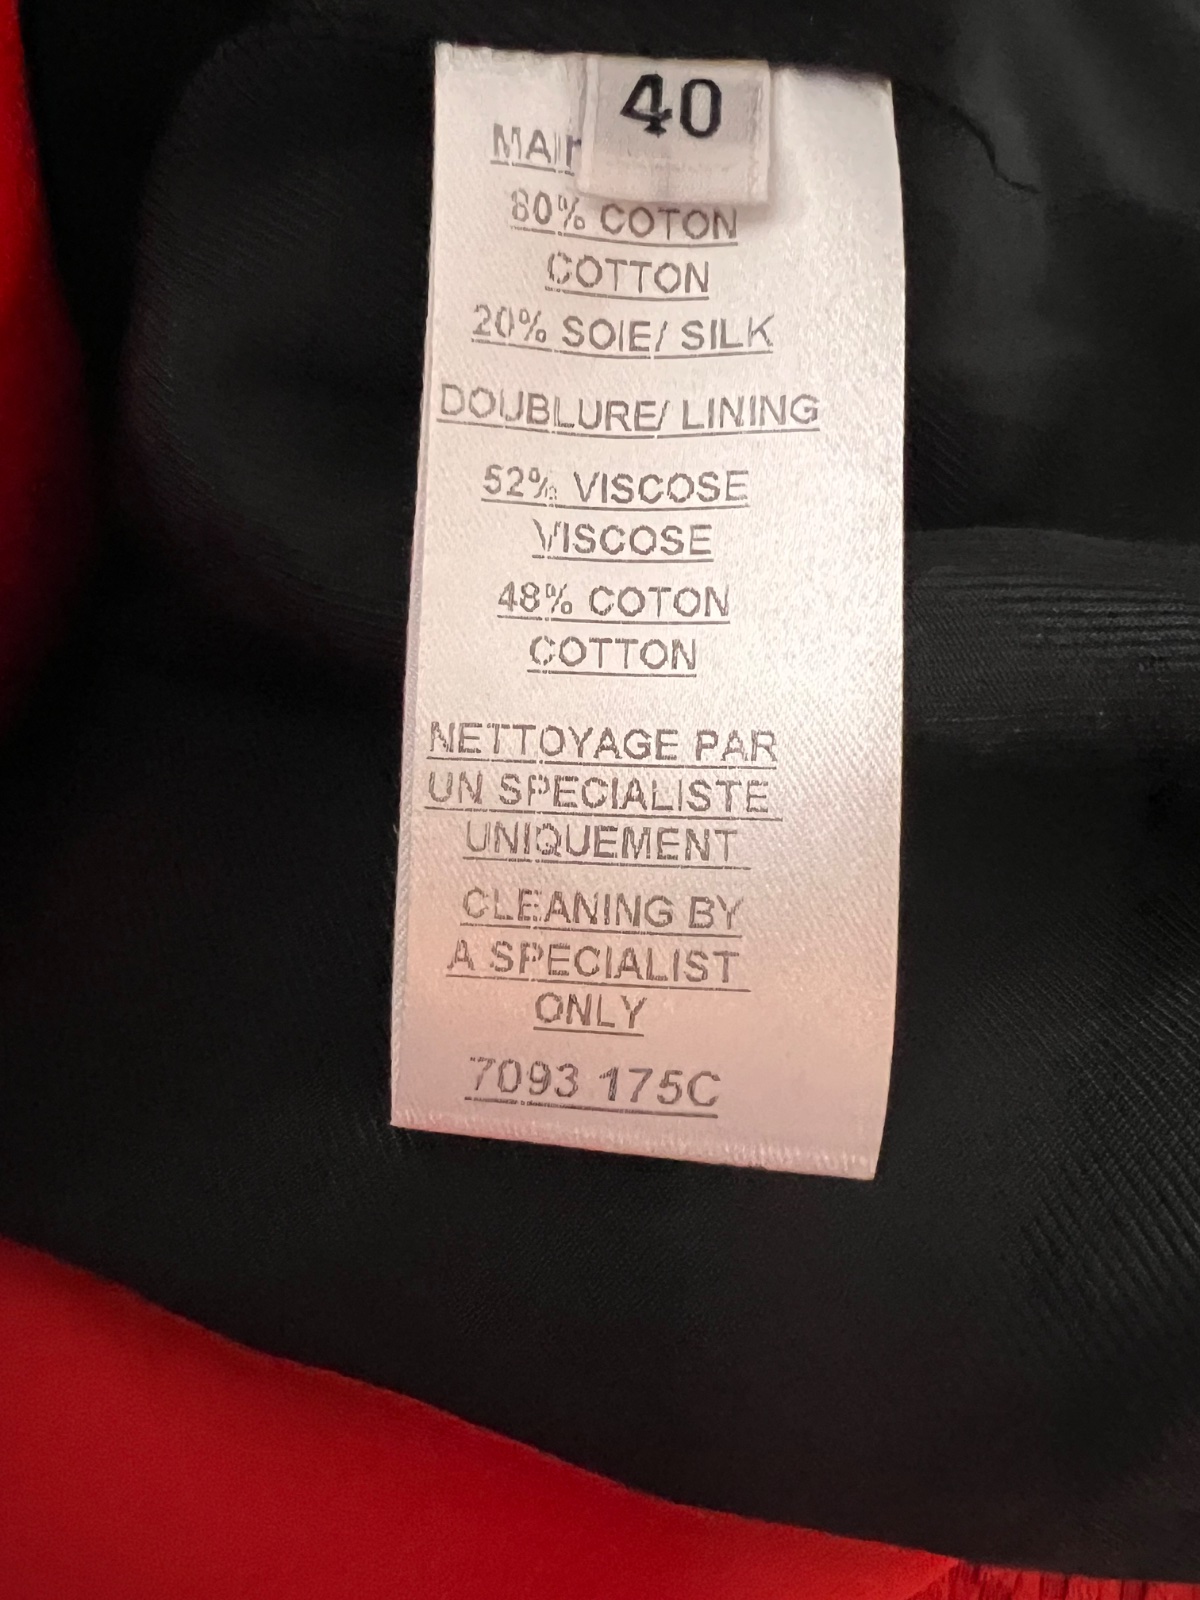 40
80% COTON
COTTON
20% SOIE/ SILK
DOUBLURE/ LINING
52% VISCOSE
VISCOSE
48% COTON
COTTON
NETTOYAGE PAR
UN SPECIALISTE
UNIQUEMENT
CLEANING BY
A SPECIALIST
ONLY
7093 175C